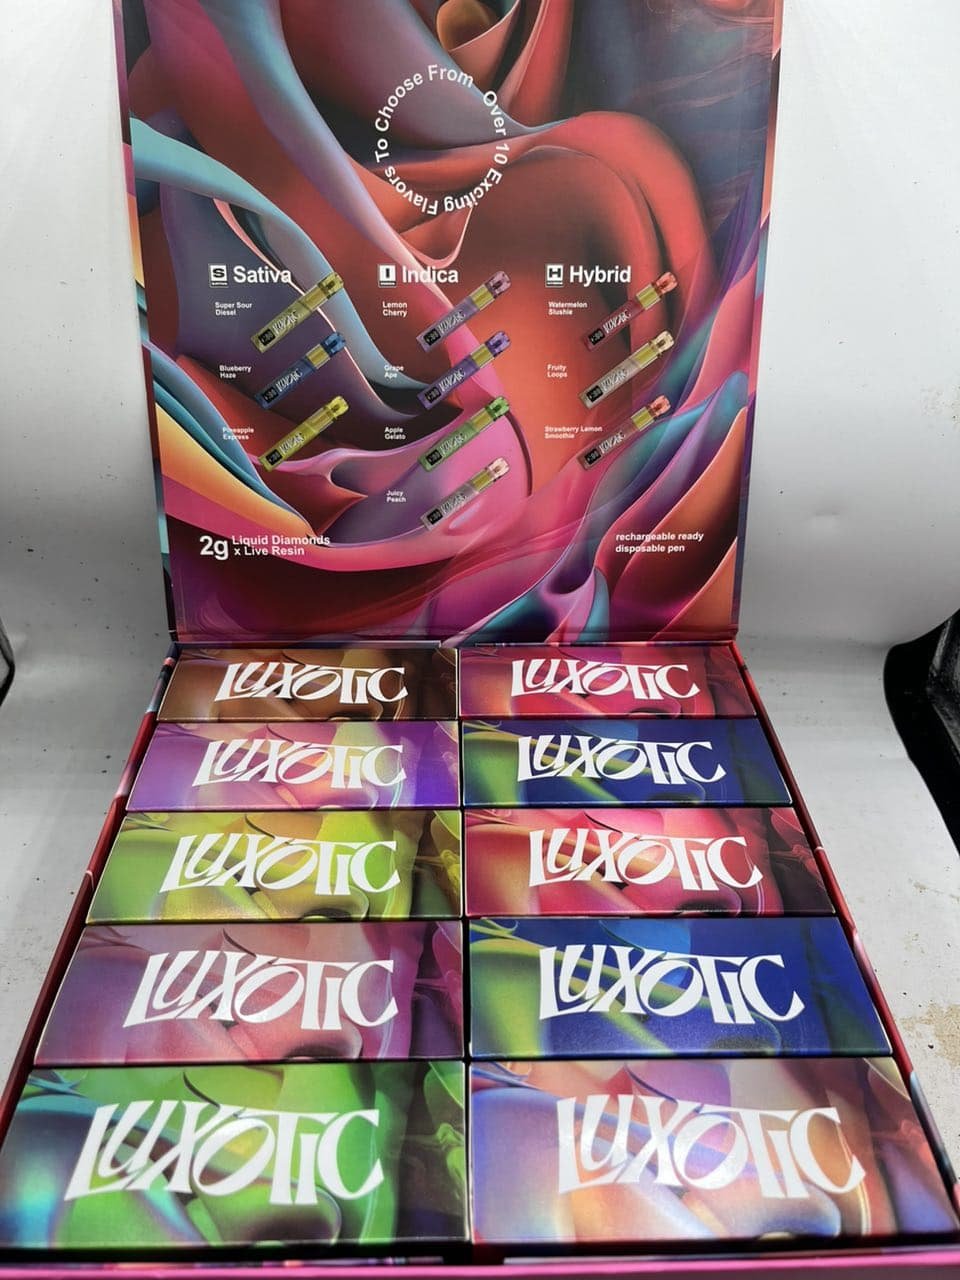 Over 10 Exciting Flavors To Choose From
S Sativa
Super Sour
Diesel
Blueberry
Haze
Pineapple
Express
I Indica
Lemon
Cherry
Grape
Ape
Apple
Gelato
Juicy
Peach
H Hybrid
Watermelon
Slushie
Fruity
Loops
Strawberry Lemon
Smoothie
2g Liquid Diamonds
x Live Resin
rechargeable ready
disposable pen
LUXOTIC
LUXOTIC
LUXOTIC
LUXOTIC
LUXOTIC
LUXOTIC
LUXOTIC
LUXOTIC
LUXOTIC
LUXOTIC